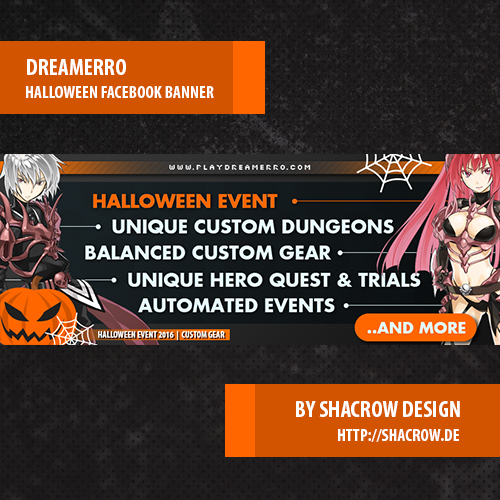 DREAMERRO
HALLOWEEN FACEBOOK BANNER
WWW.PLAYDREAMERRO.COM
HALLOWEEN EVENT
UNIQUE CUSTOM DUNGEONS
BALANCED CUSTOM GEAR
UNIQUE HERO QUEST & TRIALS
AUTOMATED EVENTS
..AND MORE
HALLOWEEN EVENT 2016 | CUSTOM GEAR
BY SHACROW DESIGN
HTTP://SHACROW.DE